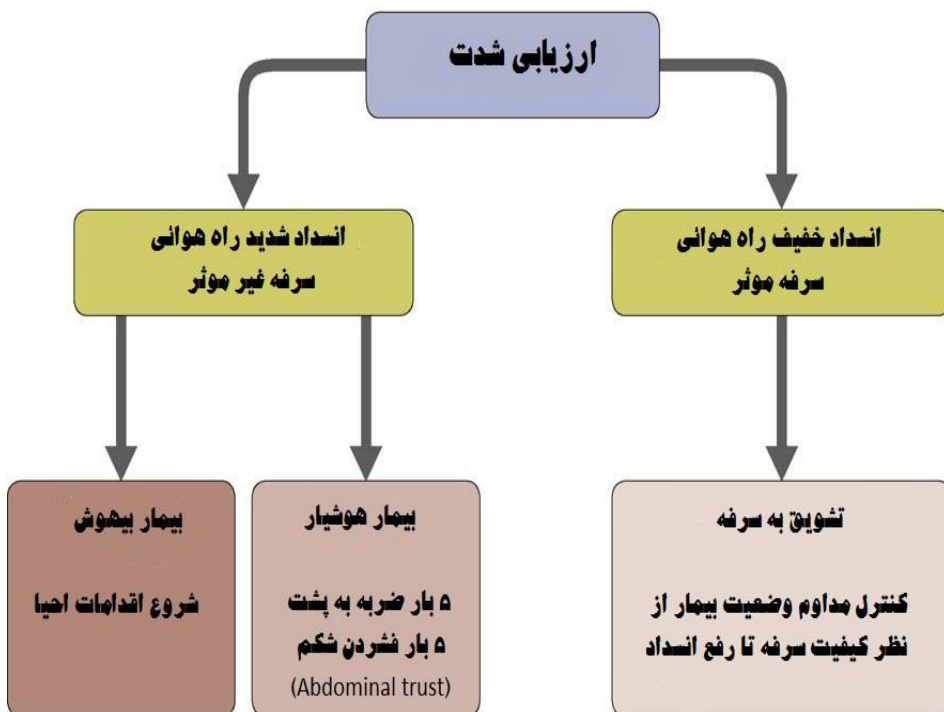 ارزیابی شدت
انسداد خفیف راه هوائی
سرفه موثر
انسداد شدید راه هوائی
سرفه غیر موثر
تشویق به سرفه
کنترل مداوم وضعیت بیمار از
نظر کیفیت سرفه تا رفع انسداد
بیمار هوشیار
۵ بار ضربه به پشت
۵ بار فشردن شکم
(Abdominal trust)
بیمار بیهوش
شروع اقدامات احیا